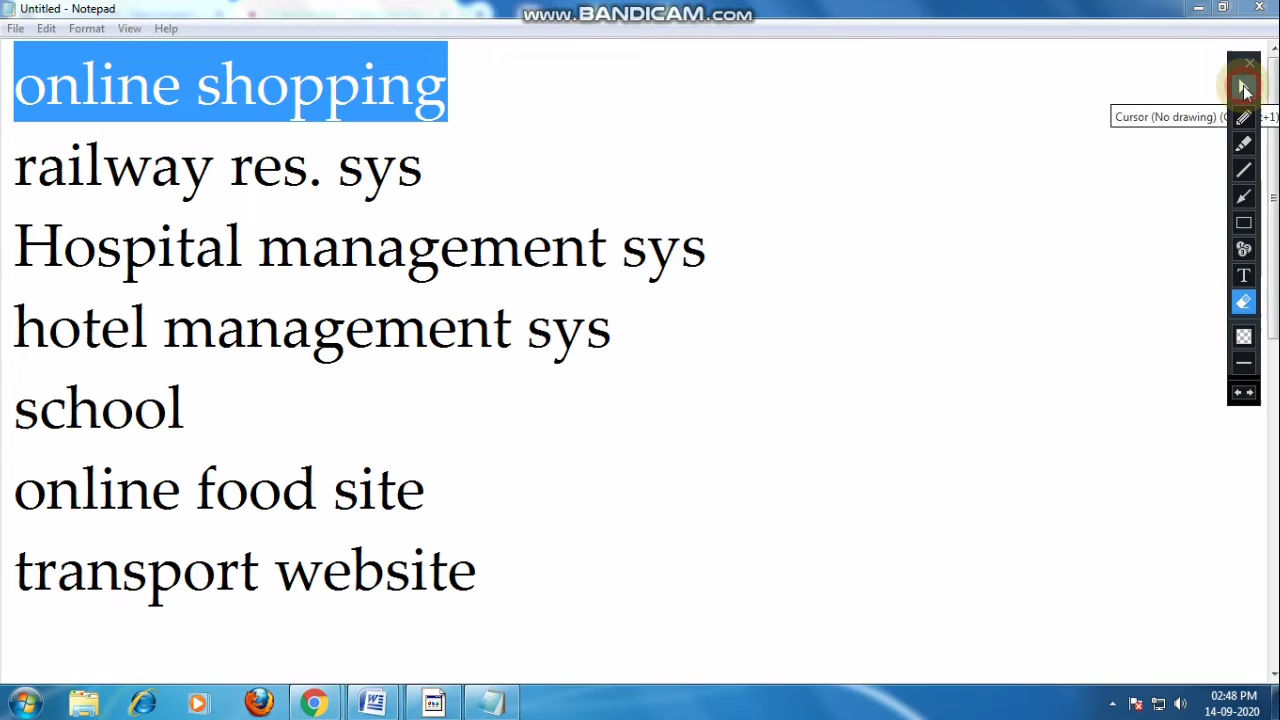 Untitled - Notepad
www.BANDICAM.com
File Edit Format View Help
online shopping
railway res. sys
Hospital management sys
hotel management sys
school
online food site
transport website
Cursor (No drawing) (
t+1)
T
02:48 PM
14-09-2020